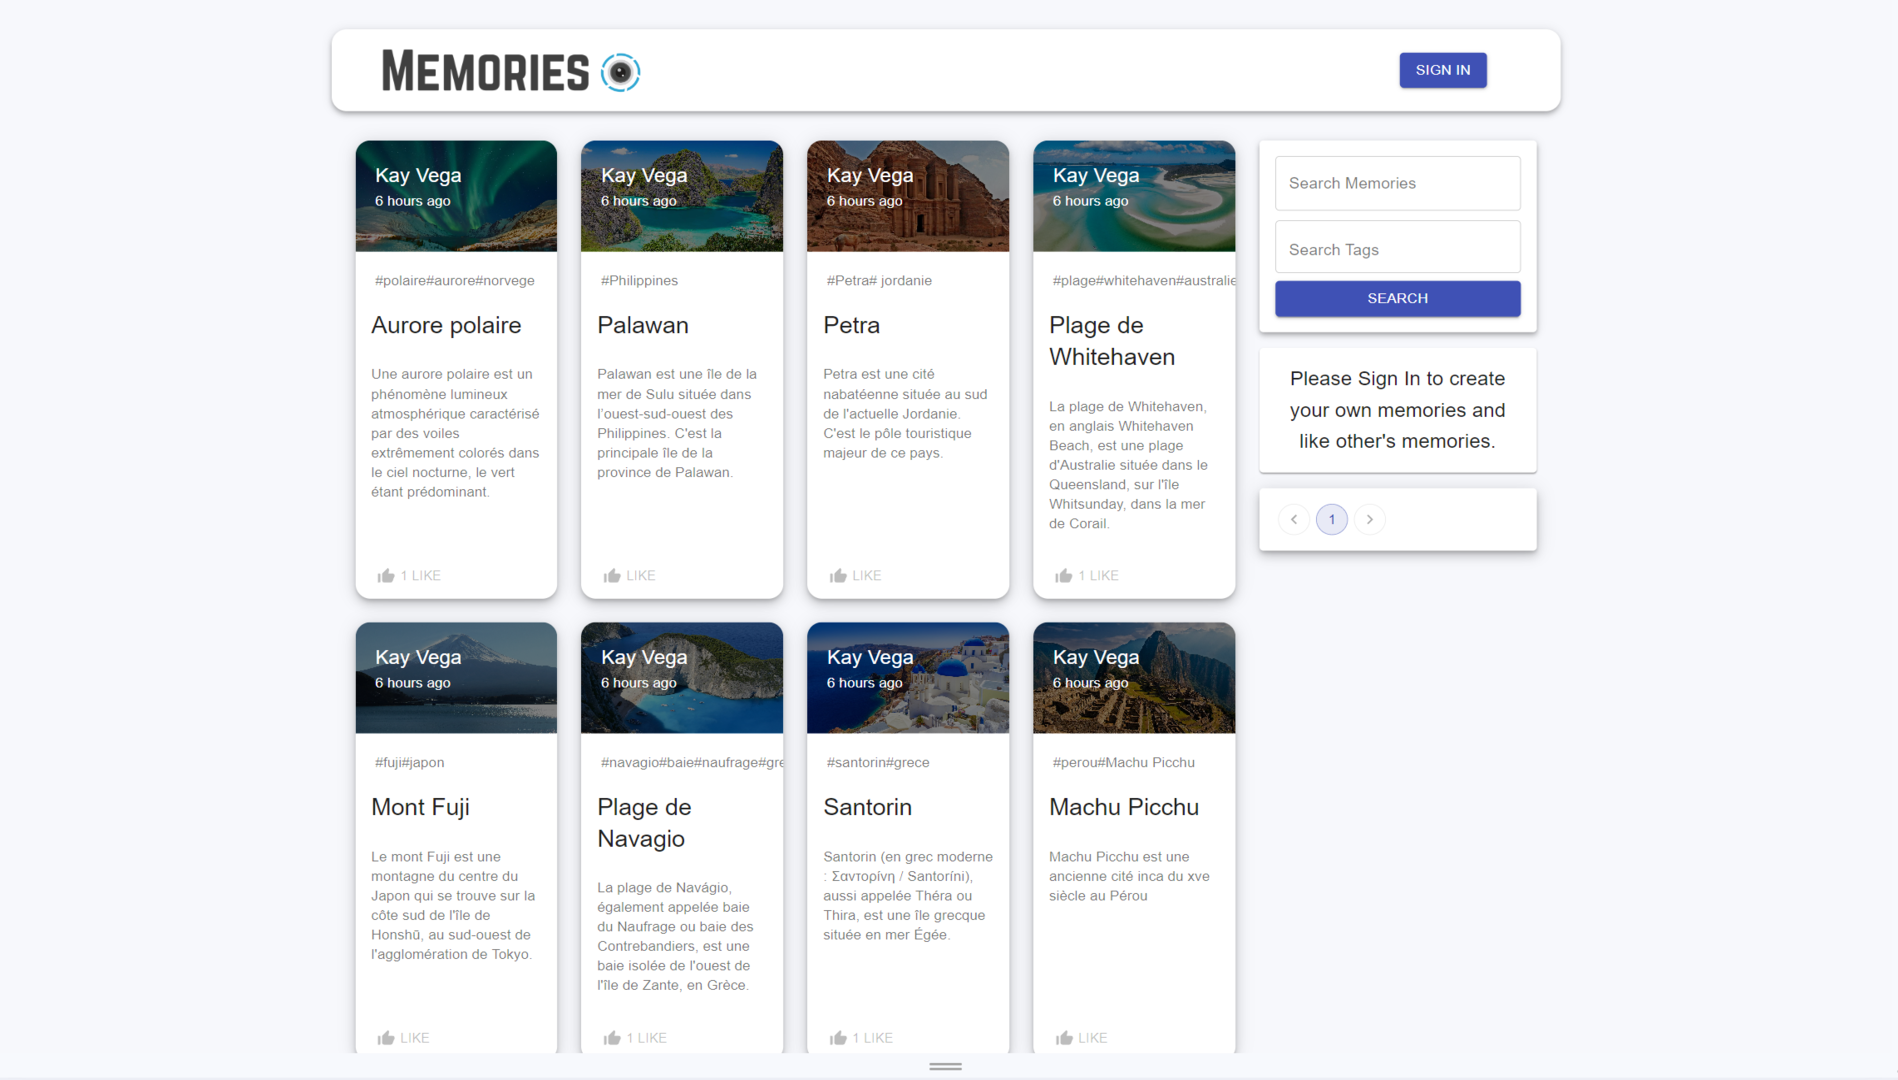 MEMORIES
SIGN IN
Kay Vega
6 hours ago
#polaire#aurore#norvege
Aurore polaire
Une aurore polaire est un
phénomène lumineux
atmosphérique caractérisé
par des voiles
extrêmement colorés dans
le ciel nocturne, le vert
étant prédominant.
1 LIKE
Kay Vega
6 hours ago
#Philippines
Palawan
Palawan est une île de la
mer de Sulu située dans
l'ouest-sud-ouest des
Philippines. C'est la
principale île de la
province de Palawan.
LIKE
Kay Vega
6 hours ago
#Petra# jordanie
Petra
Petra est une cité
nabatéenne située au sud
de l'actuelle Jordanie.
C'est le pôle touristique
majeur de ce pays.
LIKE
Kay Vega
6 hours ago
#plage#whitehaven#australie
Plage de
Whitehaven
La plage de Whitehaven,
en anglais Whitehaven
Beach, est une plage
d'Australie située dans le
Queensland, sur l'île
Whitsunday, dans la mer
de Corail.
1 LIKE
Search Memories
Search Tags
SEARCH
Please Sign In to create
your own memories and
like other's memories.
1
Kay Vega
6 hours ago
#fuji#japon
Mont Fuji
Le mont Fuji est une
montagne du centre du
Japon qui se trouve sur la
côte sud de l'île de
Honshū, au sud-ouest de
l'agglomération de Tokyo.
LIKE
Kay Vega
6 hours ago
#navagio#baie#naufrage#gre
Plage de
Navagio
La plage de Navágio,
également appelée baie
du Naufrage ou baie des
Contrebandiers, est une
baie isolée de l'ouest de
l'île de Zante, en Grèce.
1 LIKE
Kay Vega
6 hours ago
#santorin#grece
Santorin
Santorin (en grec moderne
: Σαντορίνη / Santoríni),
aussi appelée Théra ou
Thira, est une île grecque
située en mer Égée.
1 LIKE
Kay Vega
6 hours ago
#perou#Machu Picchu
Machu Picchu
Machu Picchu est une
ancienne cité inca du xve
siècle au Pérou
LIKE